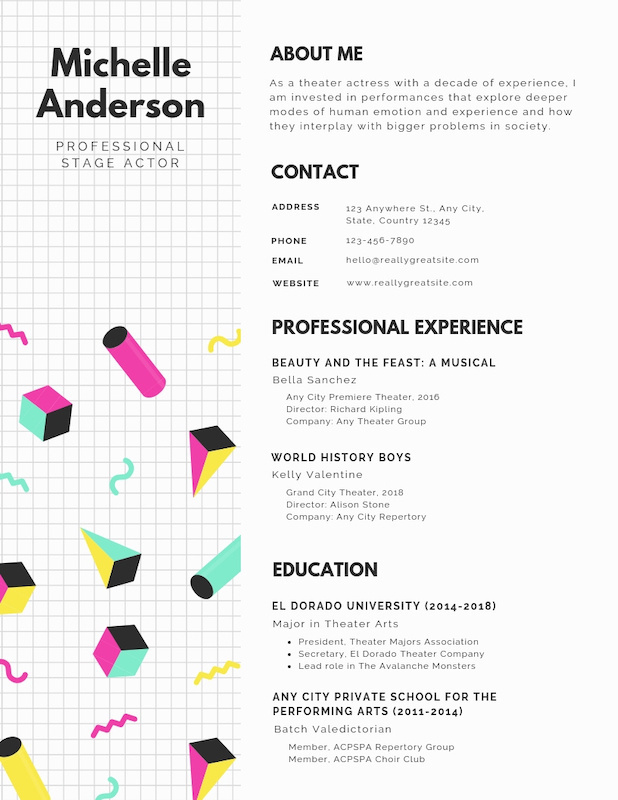 Michelle
Anderson
PROFESSIONAL
STAGE ACTOR
ABOUT ME
As a theater actress with a decade of experience, I
am invested in performances that explore deeper
modes of human emotion and experience and how
they interplay with bigger problems in society.
CONTACT
ADDRESS 123 Anywhere St., Any City,
State, Country 12345
PHONE 123-456-7890
EMAIL hello@reallygreatsite.com
WEBSITE www.reallygreatsite.com
PROFESSIONAL EXPERIENCE
BEAUTY AND THE FEAST: A MUSICAL
Bella Sanchez
Any City Premiere Theater, 2016
Director: Richard Kipling
Company: Any Theater Group
WORLD HISTORY BOYS
Kelly Valentine
Grand City Theater, 2018
Director: Alison Stone
Company: Any City Repertory
EDUCATION
EL DORADO UNIVERSITY (2014-2018)
Major in Theater Arts
• President, Theater Majors Association
• Secretary, El Dorado Theater Company
• Lead role in The Avalanche Monsters
ANY CITY PRIVATE SCHOOL FOR THE
PERFORMING ARTS (2011-2014)
Batch Valedictorian
Member, ACPSPA Repertory Group
Member, ACPSPA Choir Club